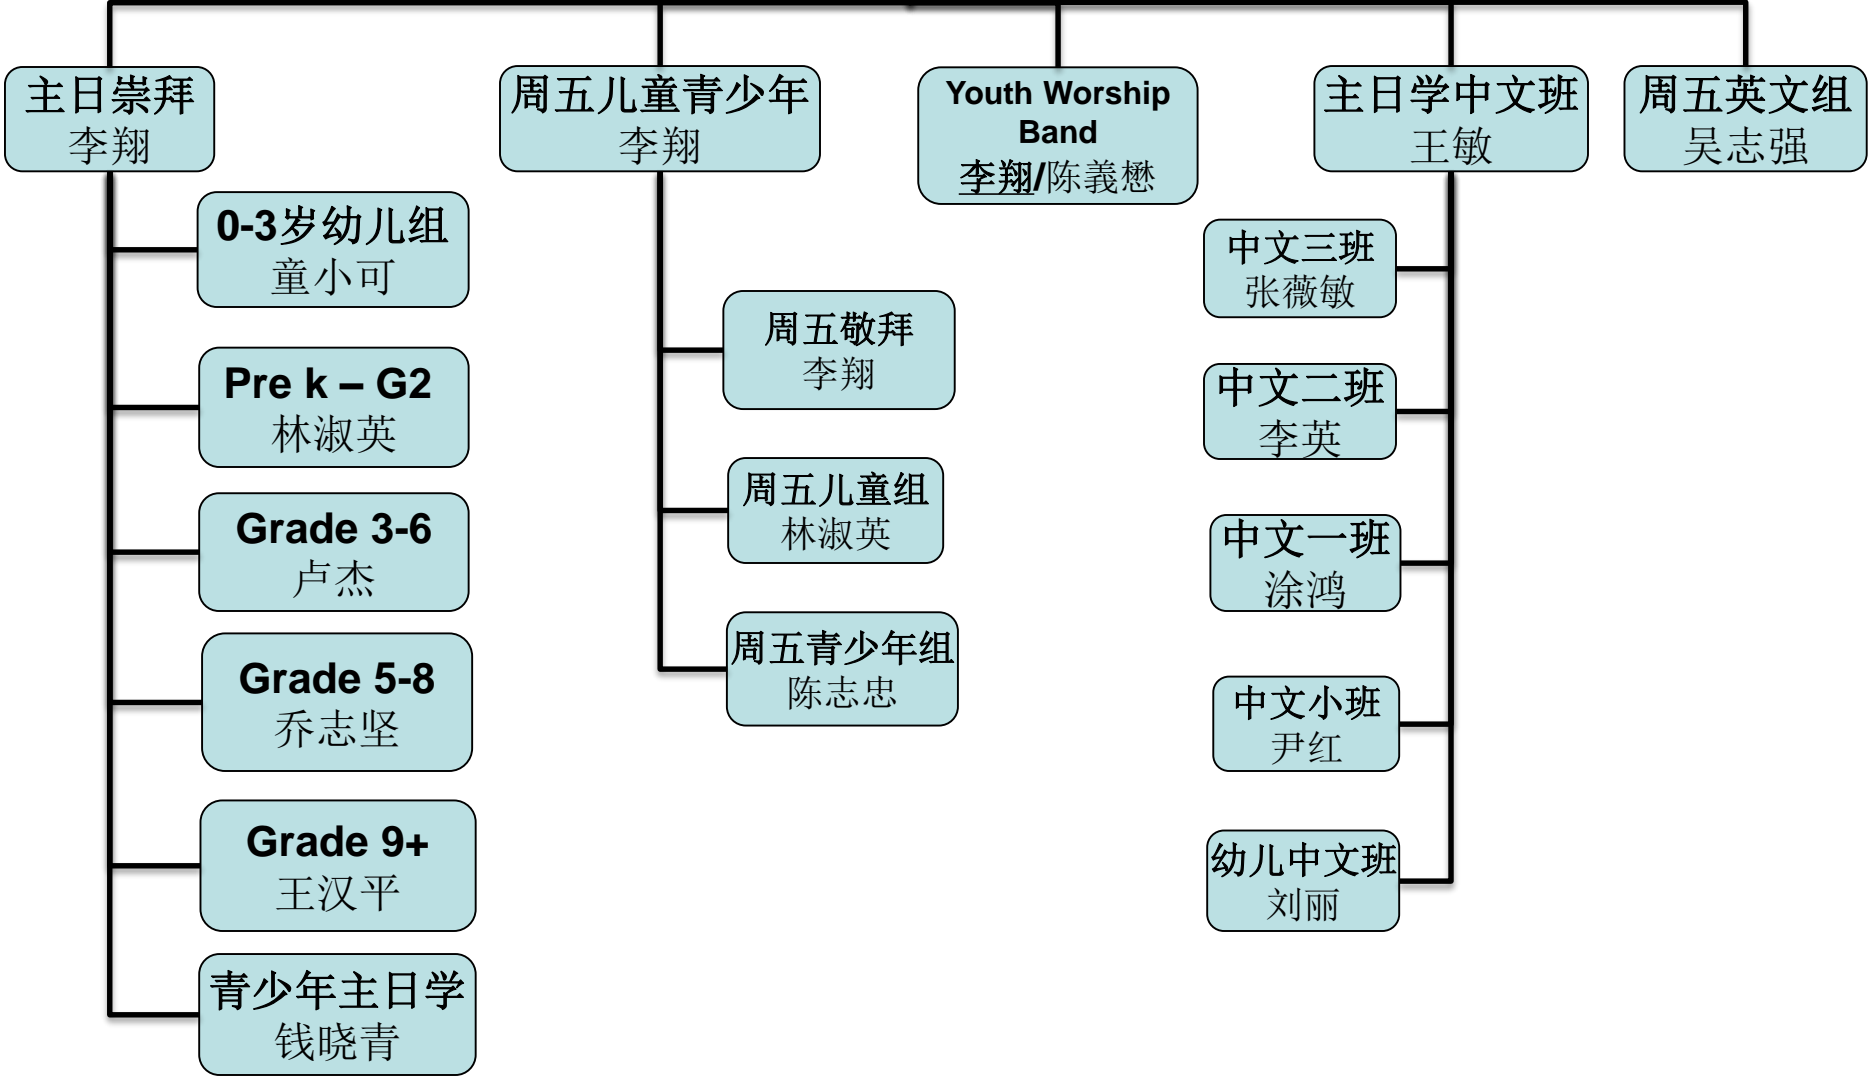 主日崇拜
李翔
周五儿童青少年
李翔
Youth Worship
Band
李翔/陈義懋
主日学中文班
王敏
周五英文组
吴志强
0-3岁幼儿组
童小可
Pre k – G2
林淑英
Grade 3-6
卢杰
Grade 5-8
乔志坚
Grade 9+
王汉平
青少年主日学
钱晓青
周五敬拜
李翔
周五儿童组
林淑英
周五青少年组
陈志忠
中文三班
张薇敏
中文二班
李英
中文一班
涂鸿
中文小班
尹红
幼儿中文班
刘丽